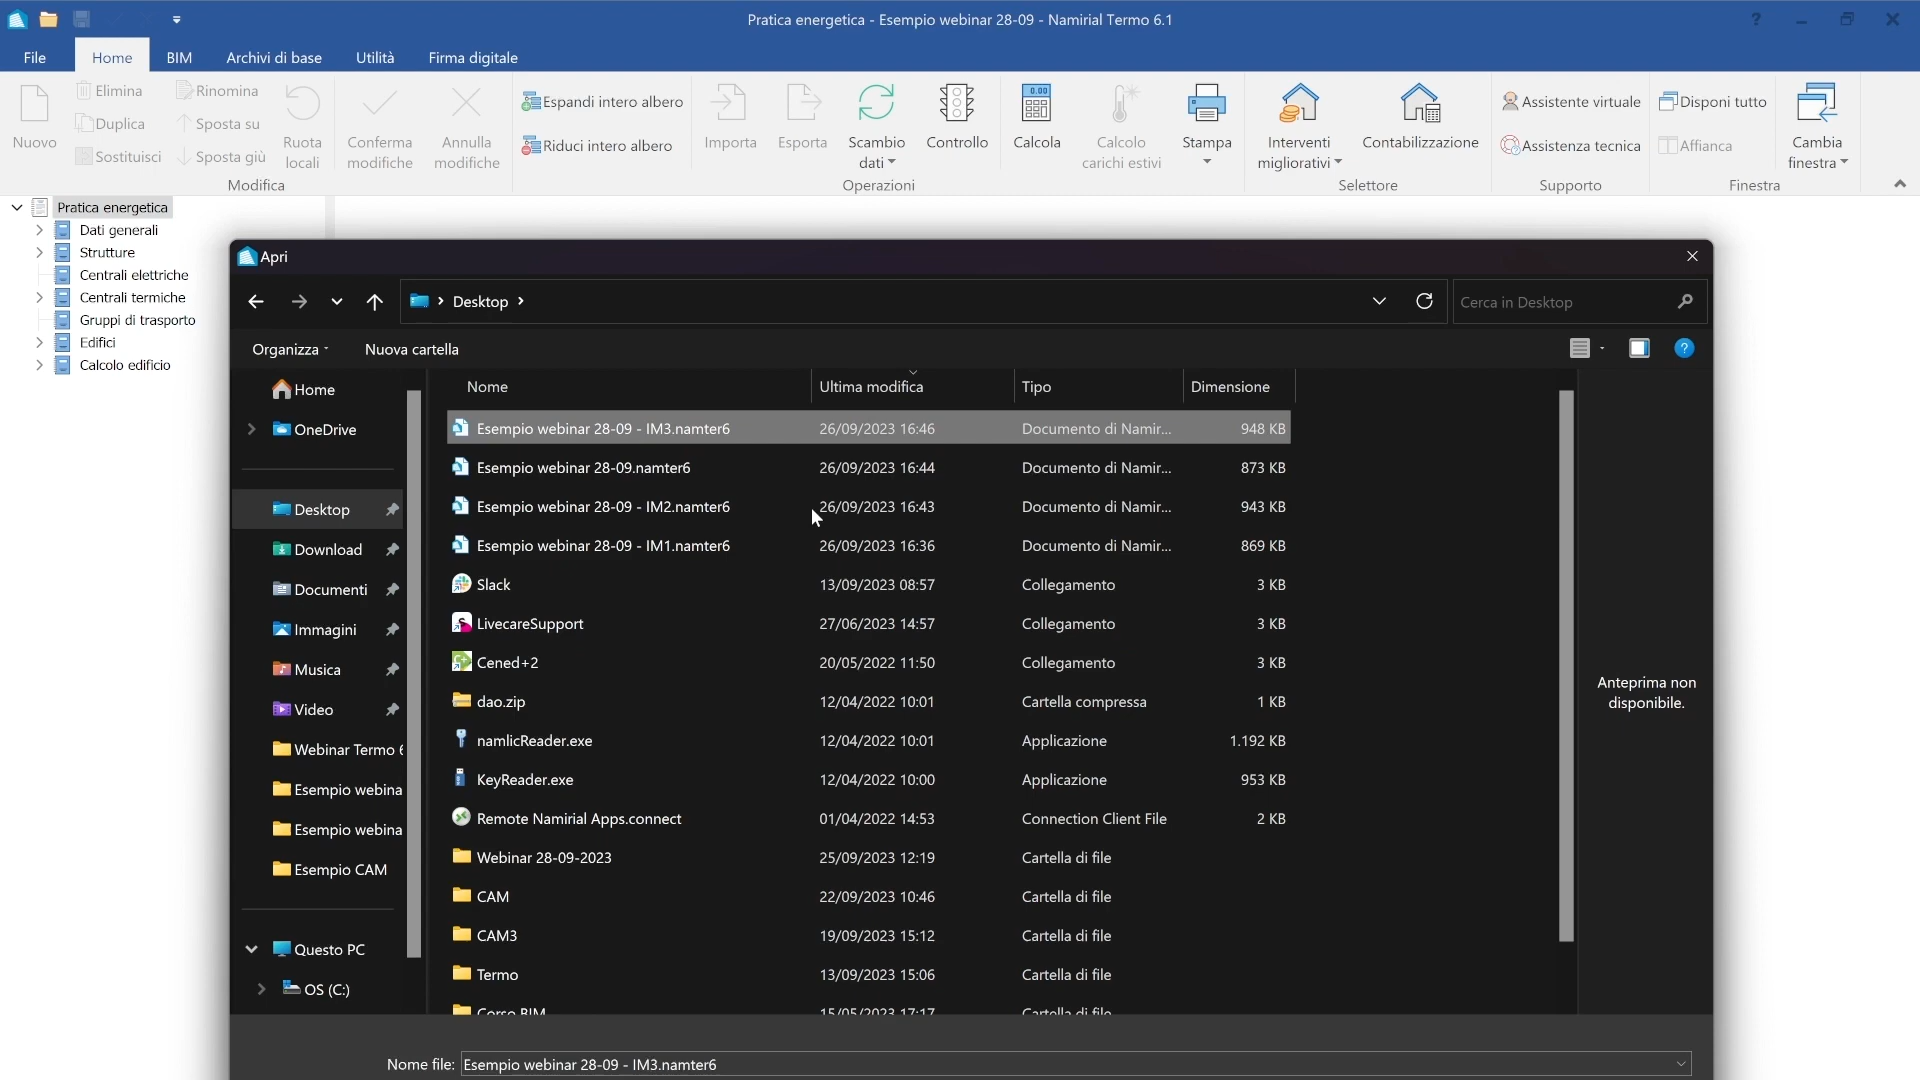 Pratica energetica - Esempio webinar 28-09 - Namirial Termo 6.1
File Home BIM Archivi di base Utilità Firma digitale
Nuovo
Elimina
Duplica
Sostituisci
Rinomina
Sposta su
Sposta giù
Ruota
locali
Modifica
Conferma
modifiche
Annulla
modifiche
Espandi intero albero
Riduci intero albero
Importa
Esporta
Scambio
dati
Controllo
Calcola
Calcolo
carichi estivi
Stampa
Operazioni
Interventi
migliorativi
Contabilizzazione
Selettore
Assistente virtuale
Assistenza tecnica
Supporto
Disponi tutto
Affianca
Cambia
finestra
Finestra
Pratica energetica
Dati generali
Strutture
Centrali elettriche
Centrali termiche
Gruppi di trasporto
Edifici
Calcolo edificio
Apri
Desktop
Cerca in Desktop
Organizza
Nuova cartella
Home
OneDrive
Desktop
Download
Documenti
Immagini
Musica
Video
Webinar Termo 6
Esempio webina
Esempio webina
Esempio CAM
Questo PC
OS (C:)
Nome Ultima modifica Tipo Dimensione
Esempio webinar 28-09 - IM3.namter6 26/09/2023 16:46 Documento di Namir... 948 KB
Esempio webinar 28-09.namter6 26/09/2023 16:44 Documento di Namir... 873 KB
Esempio webinar 28-09 - IM2.namter6 26/09/2023 16:43 Documento di Namir... 943 KB
Esempio webinar 28-09 - IM1.namter6 26/09/2023 16:36 Documento di Namir... 869 KB
Slack 13/09/2023 08:57 Collegamento 3 KB
LivecareSupport 27/06/2023 14:57 Collegamento 3 KB
Cened+2 20/05/2022 11:50 Collegamento 3 KB
dao.zip 12/04/2022 10:01 Cartella compressa 1 KB
namlicReader.exe 12/04/2022 10:01 Applicazione 1.192 KB
KeyReader.exe 12/04/2022 10:00 Applicazione 953 KB
Remote Namirial Apps.connect 01/04/2022 14:53 Connection Client File 2 KB
Webinar 28-09-2023 25/09/2023 12:19 Cartella di file
CAM 22/09/2023 10:46 Cartella di file
CAM3 19/09/2023 15:12 Cartella di file
Termo 13/09/2023 15:06 Cartella di file
Corso BIM 15/05/2023 17:17 Cartella di file
Anteprima non
disponibile.
Nome file: Esempio webinar 28-09 - IM3.namter6